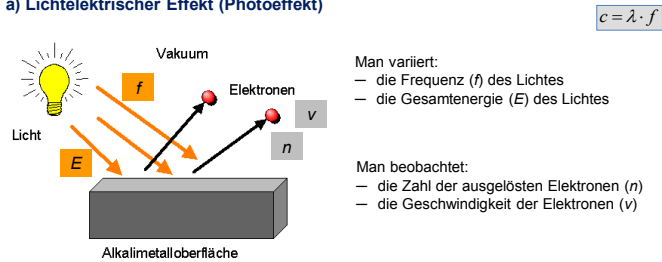 a) Lichtelektrischer Effekt (Photoeffekt)
c = λ · f
Vakuum
f
Elektronen
v
Licht
n
E
Alkalimetalloberfläche
Man variiert:
– die Frequenz (f) des Lichtes
– die Gesamtenergie (E) des Lichtes
Man beobachtet:
– die Zahl der ausgelösten Elektronen (n)
– die Geschwindigkeit der Elektronen (v)